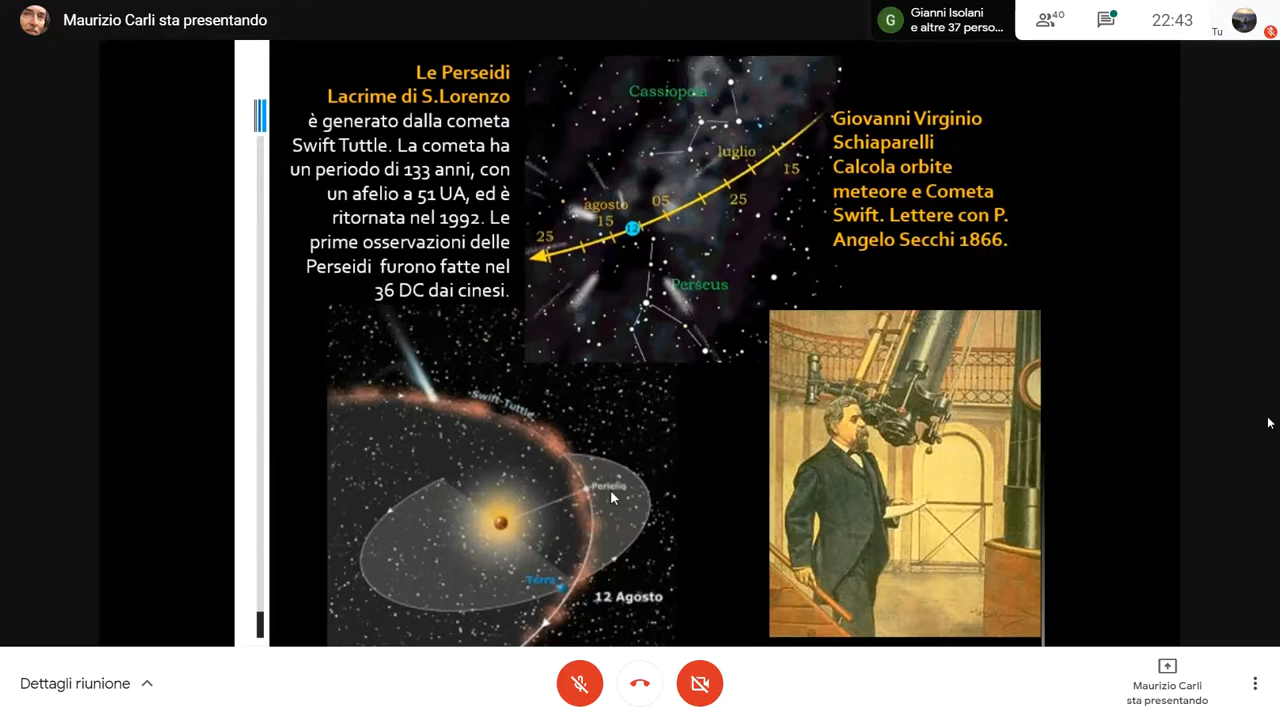 Maurizio Carli sta presentando
G
Gianni Isolani
e altre 37 perso...
40
22:43
Tu
Le Perseidi
Lacrime di S.Lorenzo
è generato dalla cometa
Swift Tuttle. La cometa ha
un periodo di 133 anni, con
un afelio a 51 UA, ed è
ritornata nel 1992. Le
prime osservazioni delle
Perseidi furono fatte nel
36 DC dai cinesi.
Cassiopeia
luglio
15
25
05
agosto
15
12
25
Perseus
Giovanni Virginio
Schiaparelli
Calcola orbite
meteore e Cometa
Swift. Lettere con P.
Angelo Secchi 1866.
Swift-Tuttle
Perielio
Terra
12 Agosto
Dettagli riunione
Maurizio Carli
sta presentando